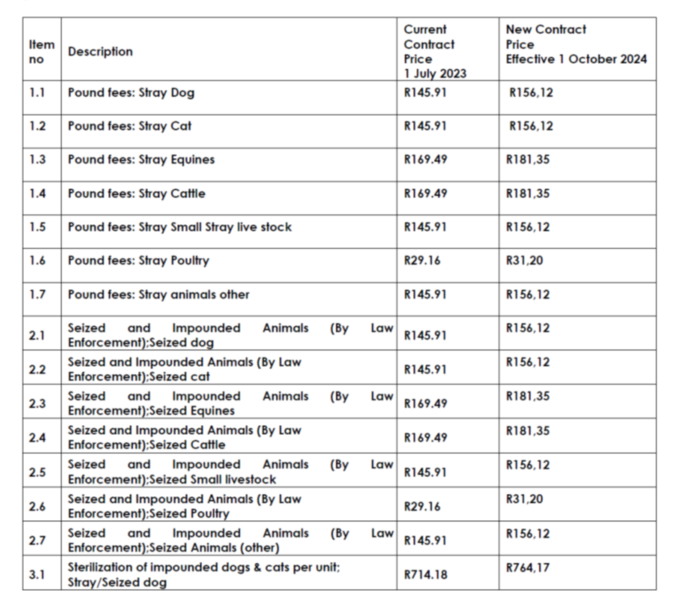 Item no | Description | Current Contract Price 1 July 2023 | New Contract Price Effective 1 October 2024
1.1 | Pound fees: Stray Dog | R145.91 | R156,12
1.2 | Pound fees: Stray Cat | R145.91 | R156,12
1.3 | Pound fees: Stray Equines | R169.49 | R181,35
1.4 | Pound fees: Stray Cattle | R169.49 | R181,35
1.5 | Pound fees: Stray Small Stray live stock | R145.91 | R156,12
1.6 | Pound fees: Stray Poultry | R29.16 | R31,20
1.7 | Pound fees: Stray animals other | R145.91 | R156,12
2.1 | Seized and Impounded Animals (By Law Enforcement);Seized dog | R145.91 | R156,12
2.2 | Seized and Impounded Animals (By Law Enforcement);Seized cat | R145.91 | R156,12
2.3 | Seized and Impounded Animals (By Law Enforcement);Seized Equines | R169.49 | R181,35
2.4 | Seized and Impounded Animals (By Law Enforcement);Seized Cattle | R169.49 | R181,35
2.5 | Seized and Impounded Animals (By Law Enforcement);Seized Small livestock | R145.91 | R156,12
2.6 | Seized and Impounded Animals (By Law Enforcement);Seized Poultry | R29.16 | R31,20
2.7 | Seized and Impounded Animals (By Law Enforcement);Seized Animals (other) | R145.91 | R156,12
3.1 | Sterilization of impounded dogs & cats per unit; Stray/Seized dog | R714.18 | R764,17